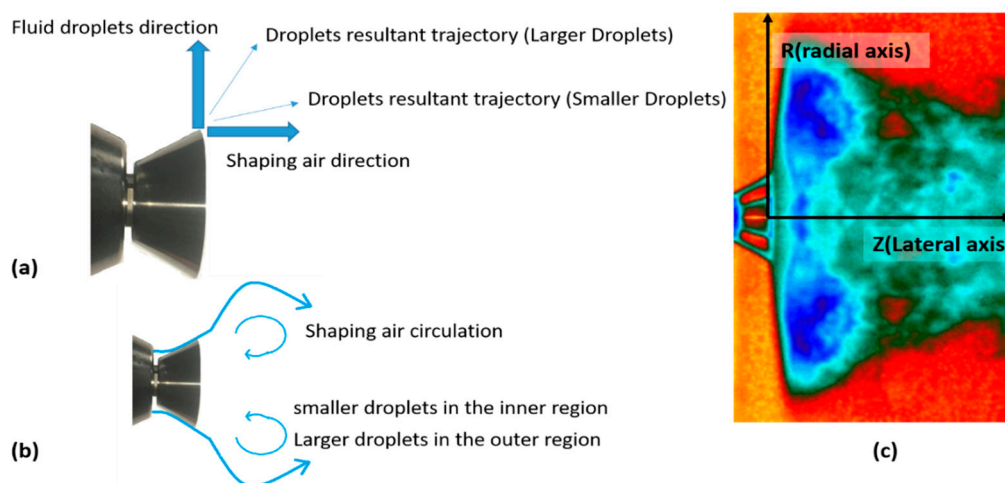 Fluid droplets direction
Droplets resultant trajectory (Larger Droplets)
Droplets resultant trajectory (Smaller Droplets)
Shaping air direction
(a)
Shaping air circulation
smaller droplets in the inner region
Larger droplets in the outer region
(b)
R(radial axis)
Z(Lateral axis
(c)